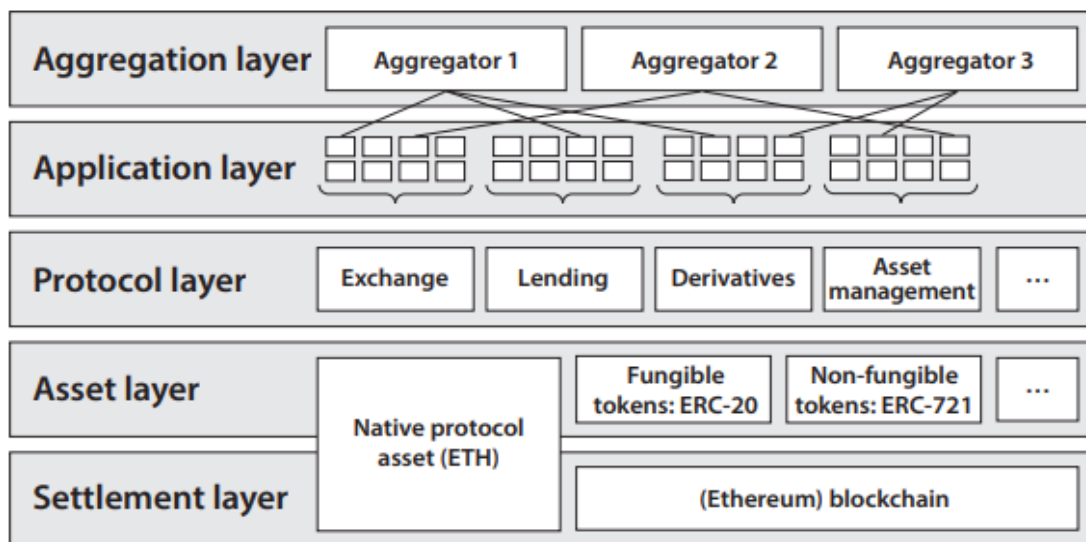 Aggregation layer
Aggregator 1
Aggregator 2
Aggregator 3
Application layer
Protocol layer
Exchange
Lending
Derivatives
Asset
management
...
Asset layer
Native protocol
asset (ETH)
Fungible
tokens: ERC-20
Non-fungible
tokens: ERC-721
...
Settlement layer
(Ethereum) blockchain